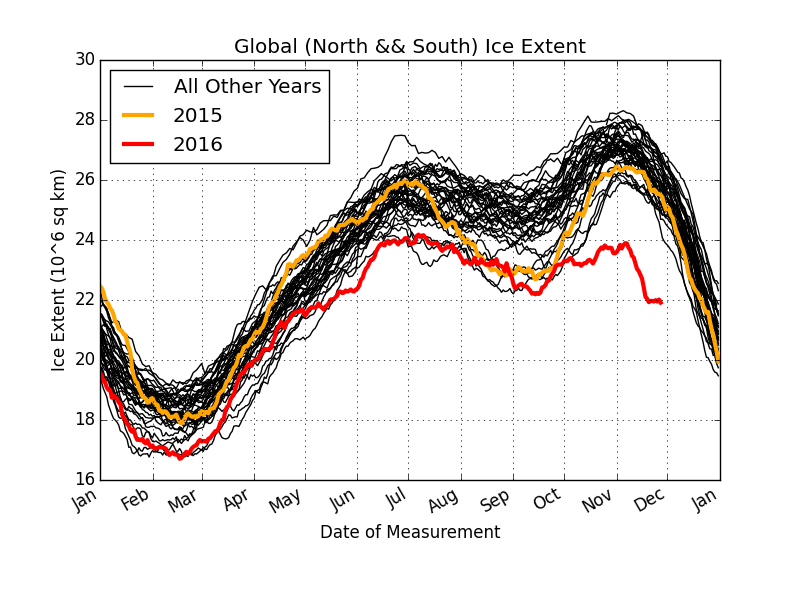 Global (North && South) Ice Extent
All Other Years
2015
2016
30
28
26
24
22
20
18
16
Ice Extent (10^6 sq km)
Jan Feb Mar Apr May Jun Jul Aug Sep Oct Nov Dec Jan
Date of Measurement